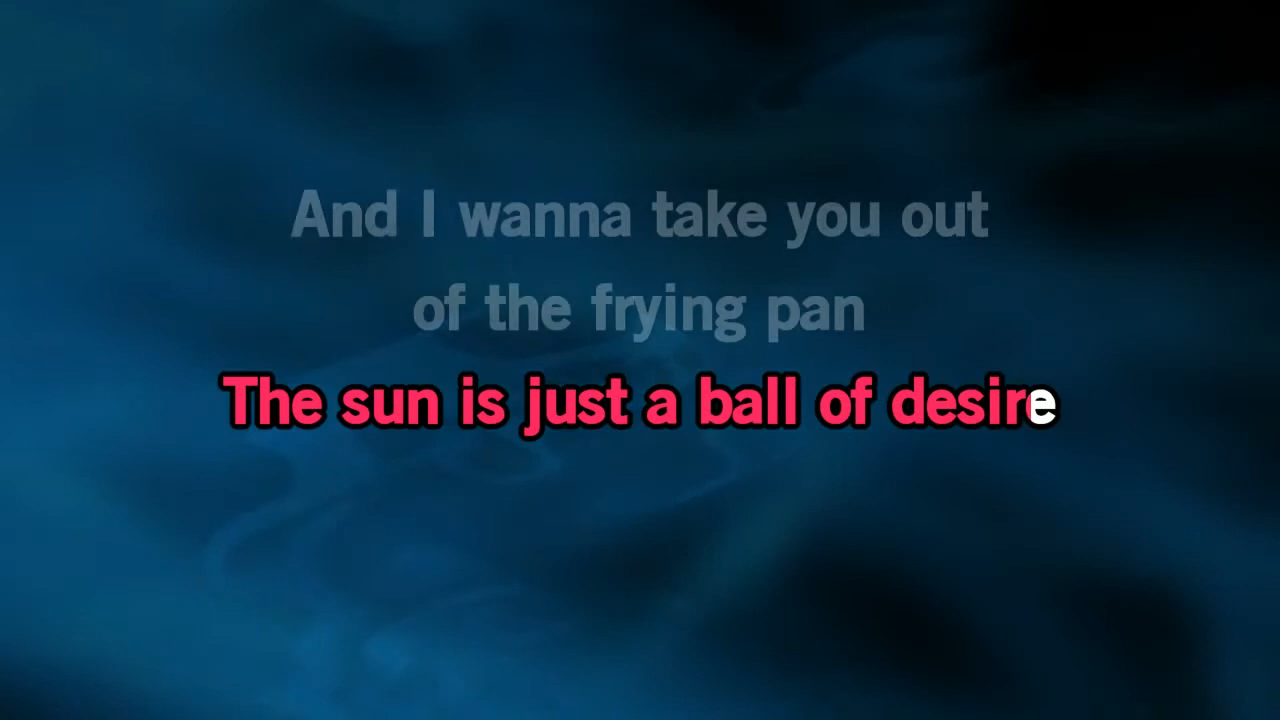 And I wanna take you out
of the frying pan
The sun is just a ball of desire